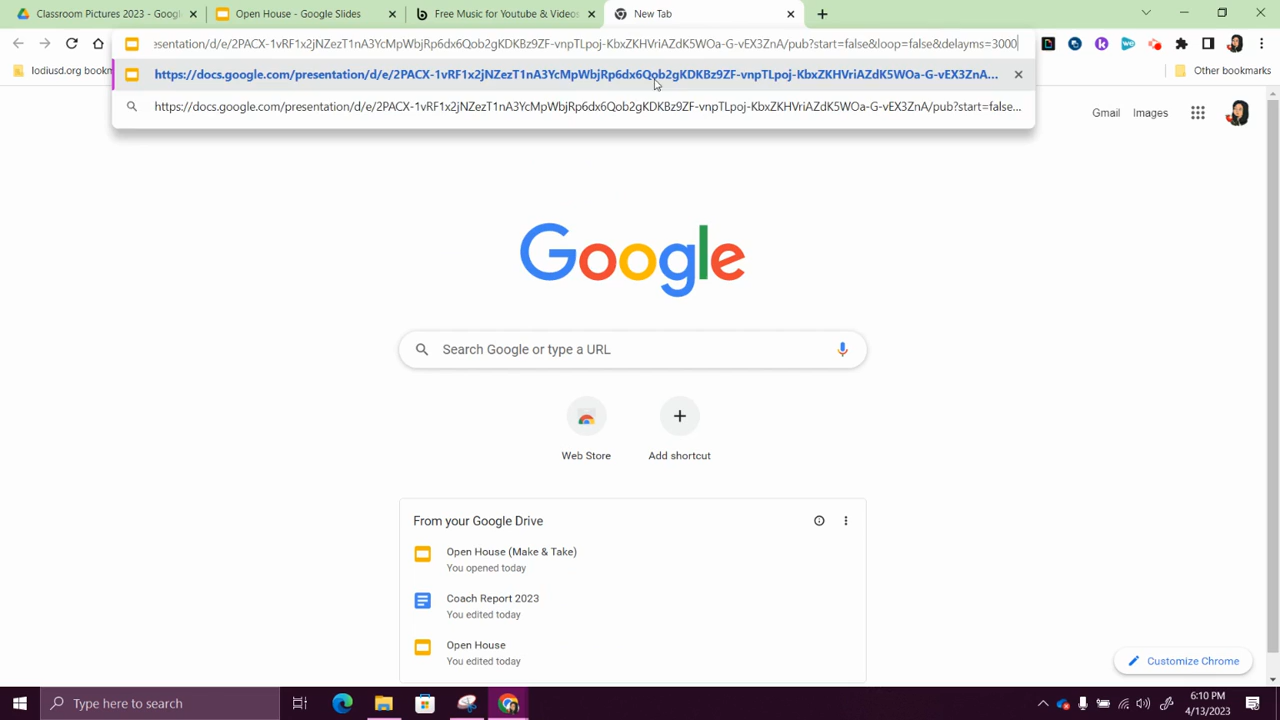 Classroom Pictures 2023 - Google
Open House - Google Slides
Free Music for Youtube & Videos
New Tab
esentation/d/e/2PACX-1vRF1x2jNZezT1nA3YcMpWbjRp6dx6Qob2gKDKBz9ZF-vnpTLpoj-KbxZKHVriAZdK5WOa-G-vEX3ZnA/pub?start=false&loop=false&delayms=3000
https://docs.google.com/presentation/d/e/2PACX-1vRF1x2jNZezT1nA3YcMpWbjRp6dx6Qob2gKDKBz9ZF-vnpTLpoj-KbxZKHVriAZdK5WOa-G-vEX3ZnA...
https://docs.google.com/presentation/d/e/2PACX-1vRF1x2jNZezT1nA3YcMpWbjRp6dx6Qob2gKDKBz9ZF-vnpTLpoj-KbxZKHVriAZdK5WOa-G-vEX3ZnA/pub?start=false...
lodiusd.org bookm
Other bookmarks
Gmail
Images
Google
Search Google or type a URL
Web Store
Add shortcut
From your Google Drive
Open House (Make & Take)
You opened today
Coach Report 2023
You edited today
Open House
You edited today
Customize Chrome
Type here to search
6:10 PM
4/13/2023